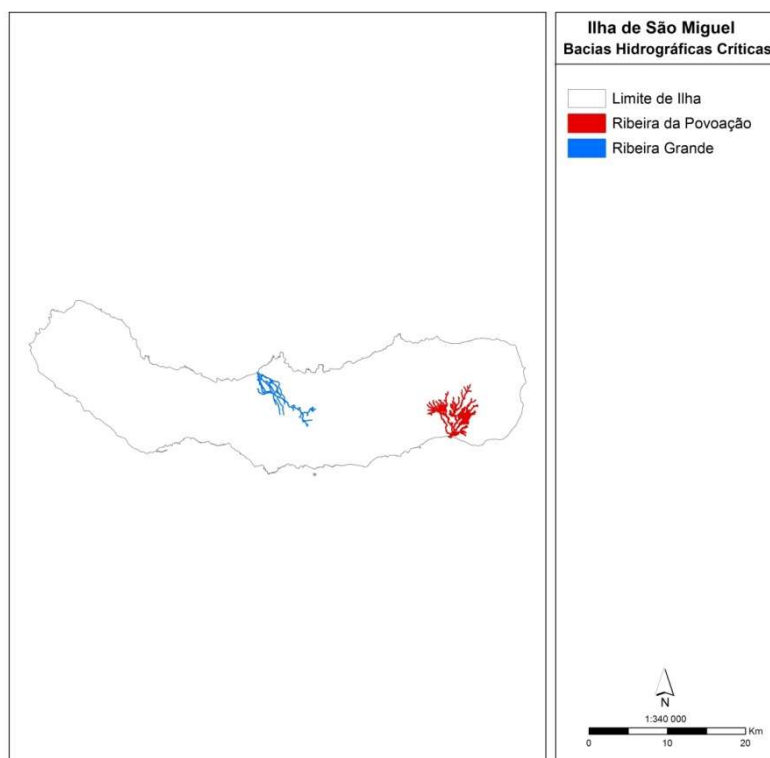 Ilha de São Miguel
Bacias Hidrográficas Críticas
Limite de Ilha
Ribeira da Povoação
Ribeira Grande
N
1:340 000
Km
0 10 20